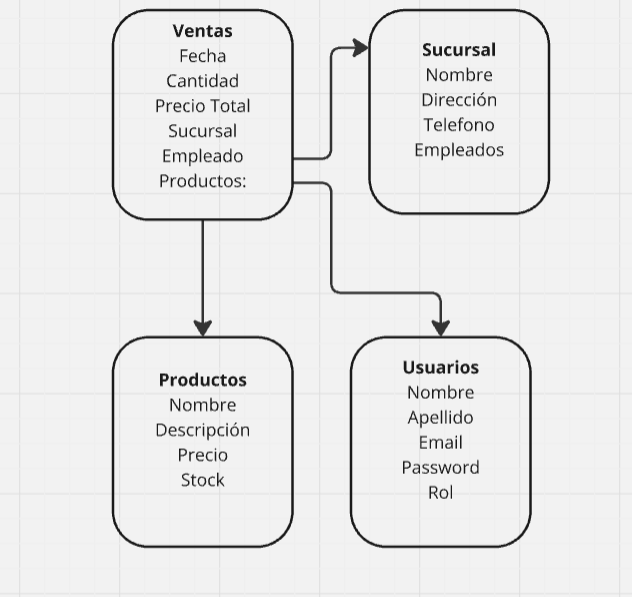 Ventas
Fecha
Cantidad
Precio Total
Sucursal
Empleado
Productos:
Sucursal
Nombre
Dirección
Telefono
Empleados
Productos
Nombre
Descripción
Precio
Stock
Usuarios
Nombre
Apellido
Email
Password
Rol